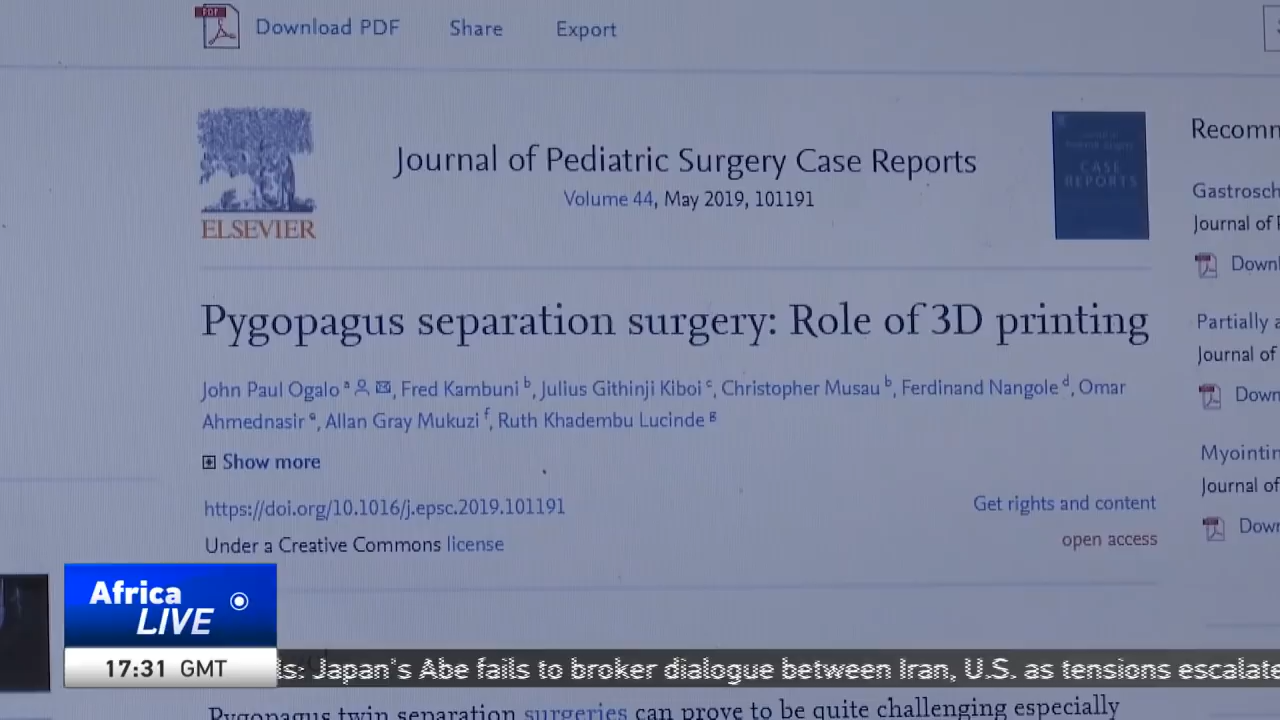 Download PDF Share Export
ELSEVIER
Journal of Pediatric Surgery Case Reports
Volume 44, May 2019, 101191
CASE
REPORTS
Recomm
Gastrosch
Journal of
Downl
Pygopagus separation surgery: Role of 3D printing
Partially a
Journal of
Down
John Paul Ogalo a, Fred Kambuni b, Julius Githinji Kiboi c, Christopher Musau b, Ferdinand Nangole d, Omar
Ahmednasir e, Allan Gray Mukuzi f, Ruth Khadembu Lucinde g
Show more
Myointin
Journal of
Down
https://doi.org/10.1016/j.epsc.2019.101191
Get rights and content
Under a Creative Commons license
open access
Africa
LIVE
17:31 GMT
ls: Japan's Abe fails to broker dialogue between Iran, U.S. as tensions escalate
Pygopagus twin separation surgeries can prove to be quite challenging especially